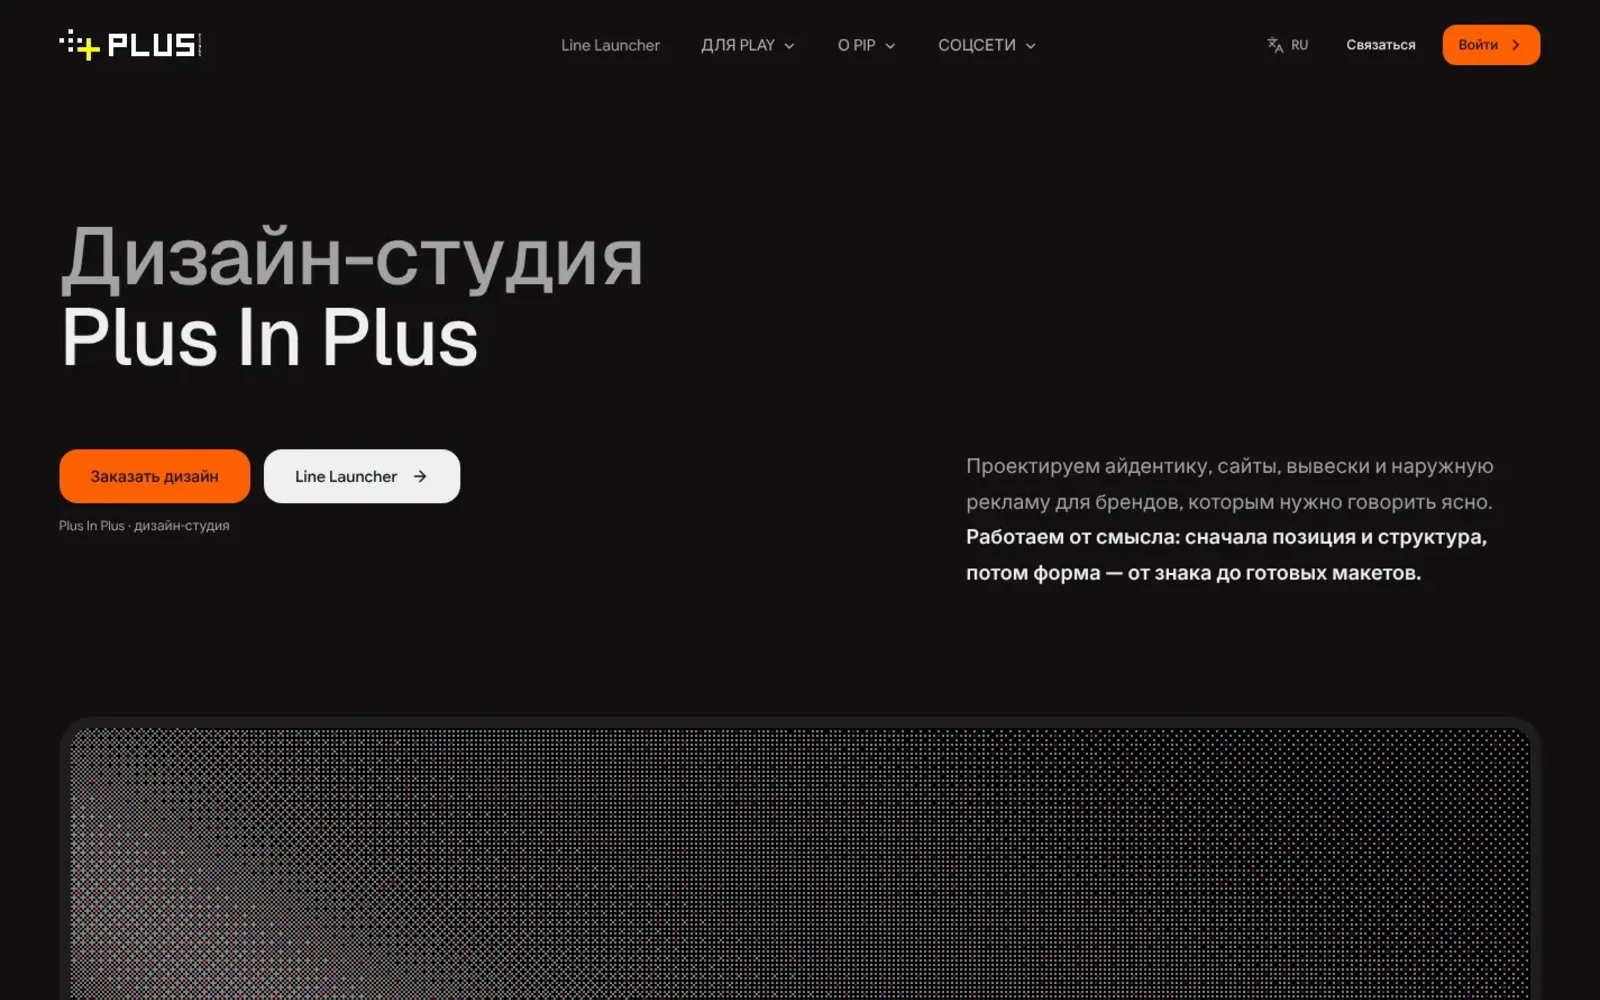 PLUS
Line Launcher
ДЛЯ PLAY
О PIP
СОЦСЕТИ
RU
Связаться
Войти
Дизайн-студия
Plus In Plus
Заказать дизайн
Line Launcher
Plus In Plus · дизайн-студия
Проектируем айдентику, сайты, вывески и наружную
рекламу для брендов, которым нужно говорить ясно.
Работаем от смысла: сначала позиция и структура,
потом форма — от знака до готовых макетов.